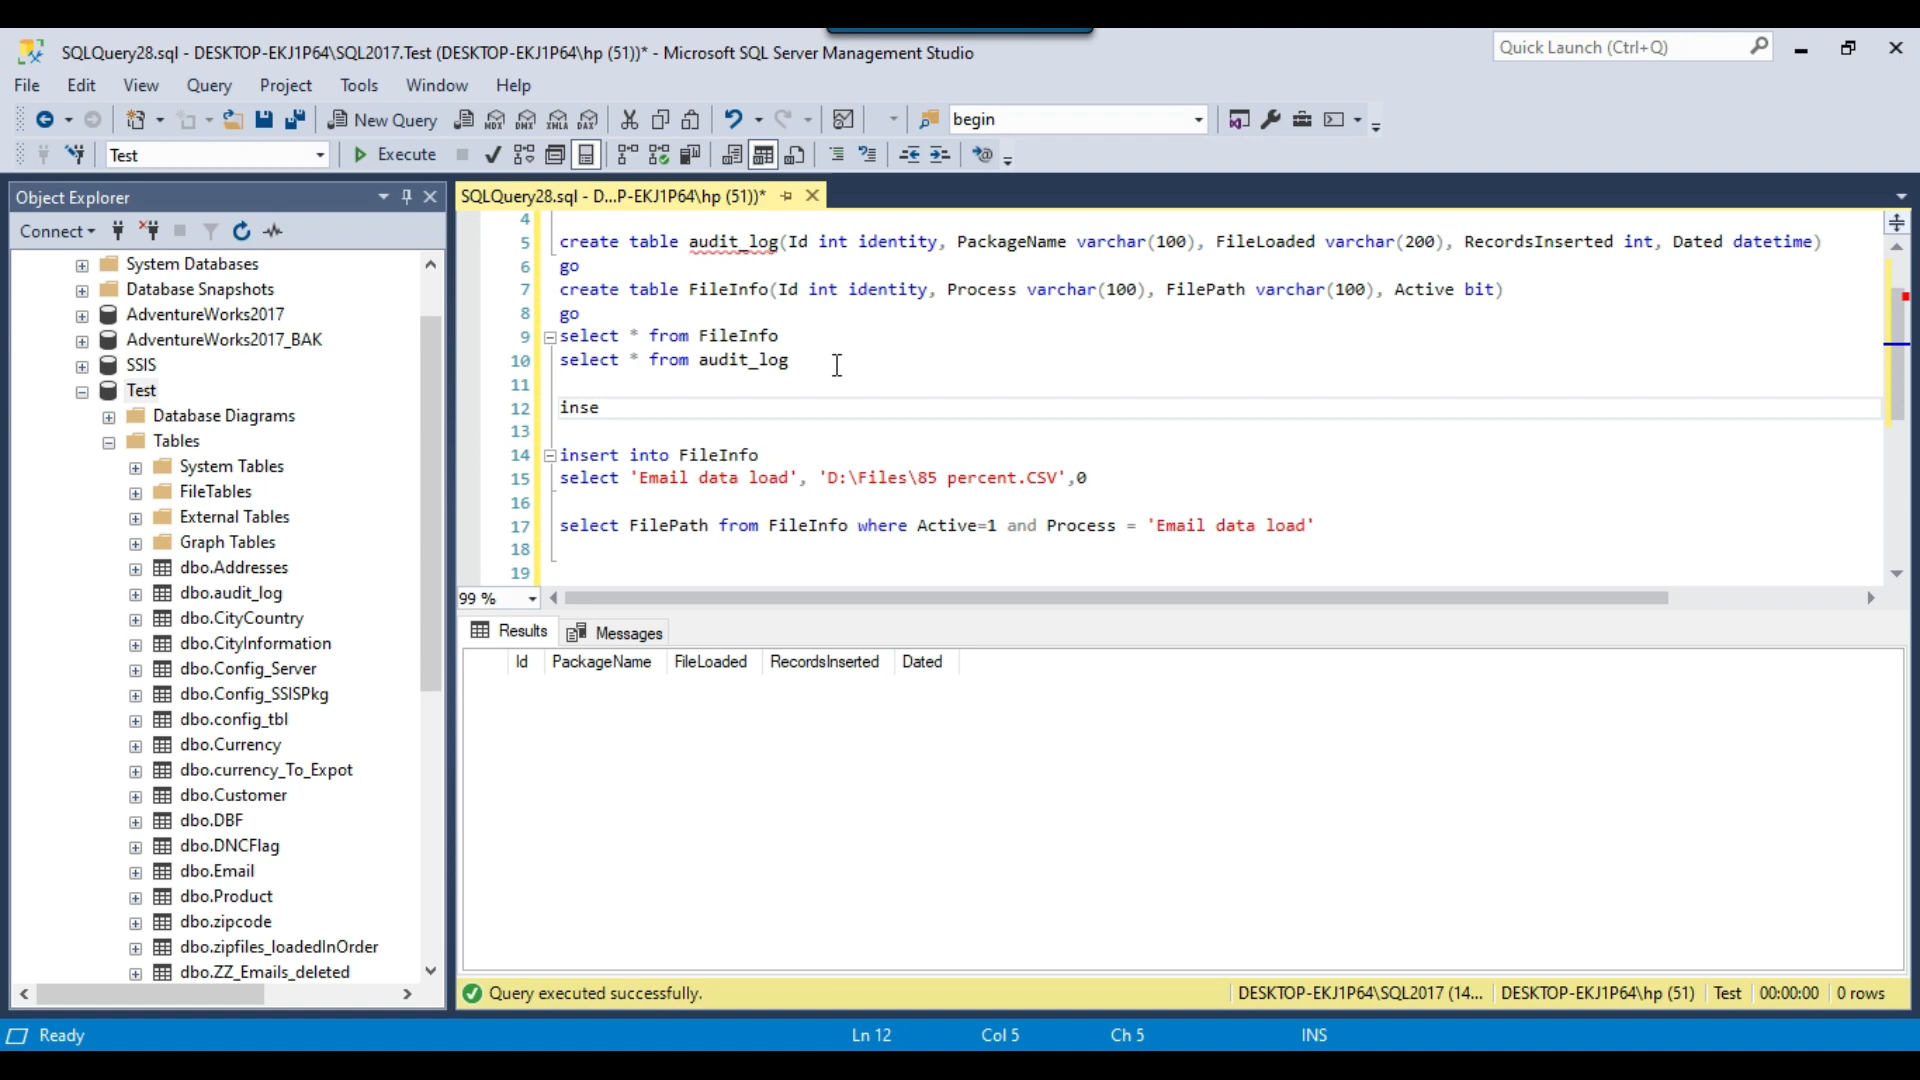 SQLQuery28.sql - DESKTOP-EKJ1P64\SQL2017.Test (DESKTOP-EKJ1P64\hp (51))* - Microsoft SQL Server Management Studio
Quick Launch (Ctrl+Q)
File Edit View Query Project Tools Window Help
New Query MDX DMX XMLA DAX begin
Test Execute
Object Explorer
SQLQuery28.sql - D...P-EKJ1P64\hp (51))*
Connect
System Databases
Database Snapshots
AdventureWorks2017
AdventureWorks2017_BAK
SSIS
Test
Database Diagrams
Tables
System Tables
FileTables
External Tables
Graph Tables
dbo.Addresses
dbo.audit_log
dbo.CityCountry
dbo.CityInformation
dbo.Config_Server
dbo.Config_SSISPkg
dbo.config_tbl
dbo.Currency
dbo.currency_To_Expot
dbo.Customer
dbo.DBF
dbo.DNCFlag
dbo.Email
dbo.Product
dbo.zipcode
dbo.zipfiles_loadedInOrder
dbo.ZZ_Emails_deleted
4
5 create table audit_log(Id int identity, PackageName varchar(100), FileLoaded varchar(200), RecordsInserted int, Dated datetime)
6 go
7 create table FileInfo(Id int identity, Process varchar(100), FilePath varchar(100), Active bit)
8 go
9 select * from FileInfo
10 select * from audit_log
11
12 inse
13
14 insert into FileInfo
15 select 'Email data load', 'D:\Files\85 percent.CSV',0
16
17 select FilePath from FileInfo where Active=1 and Process = 'Email data load'
18
19
99 %
Results Messages
Id PackageName FileLoaded RecordsInserted Dated
Query executed successfully. DESKTOP-EKJ1P64\SQL2017 (14... DESKTOP-EKJ1P64\hp (51) Test 00:00:00 0 rows
Ready Ln 12 Col 5 Ch 5 INS